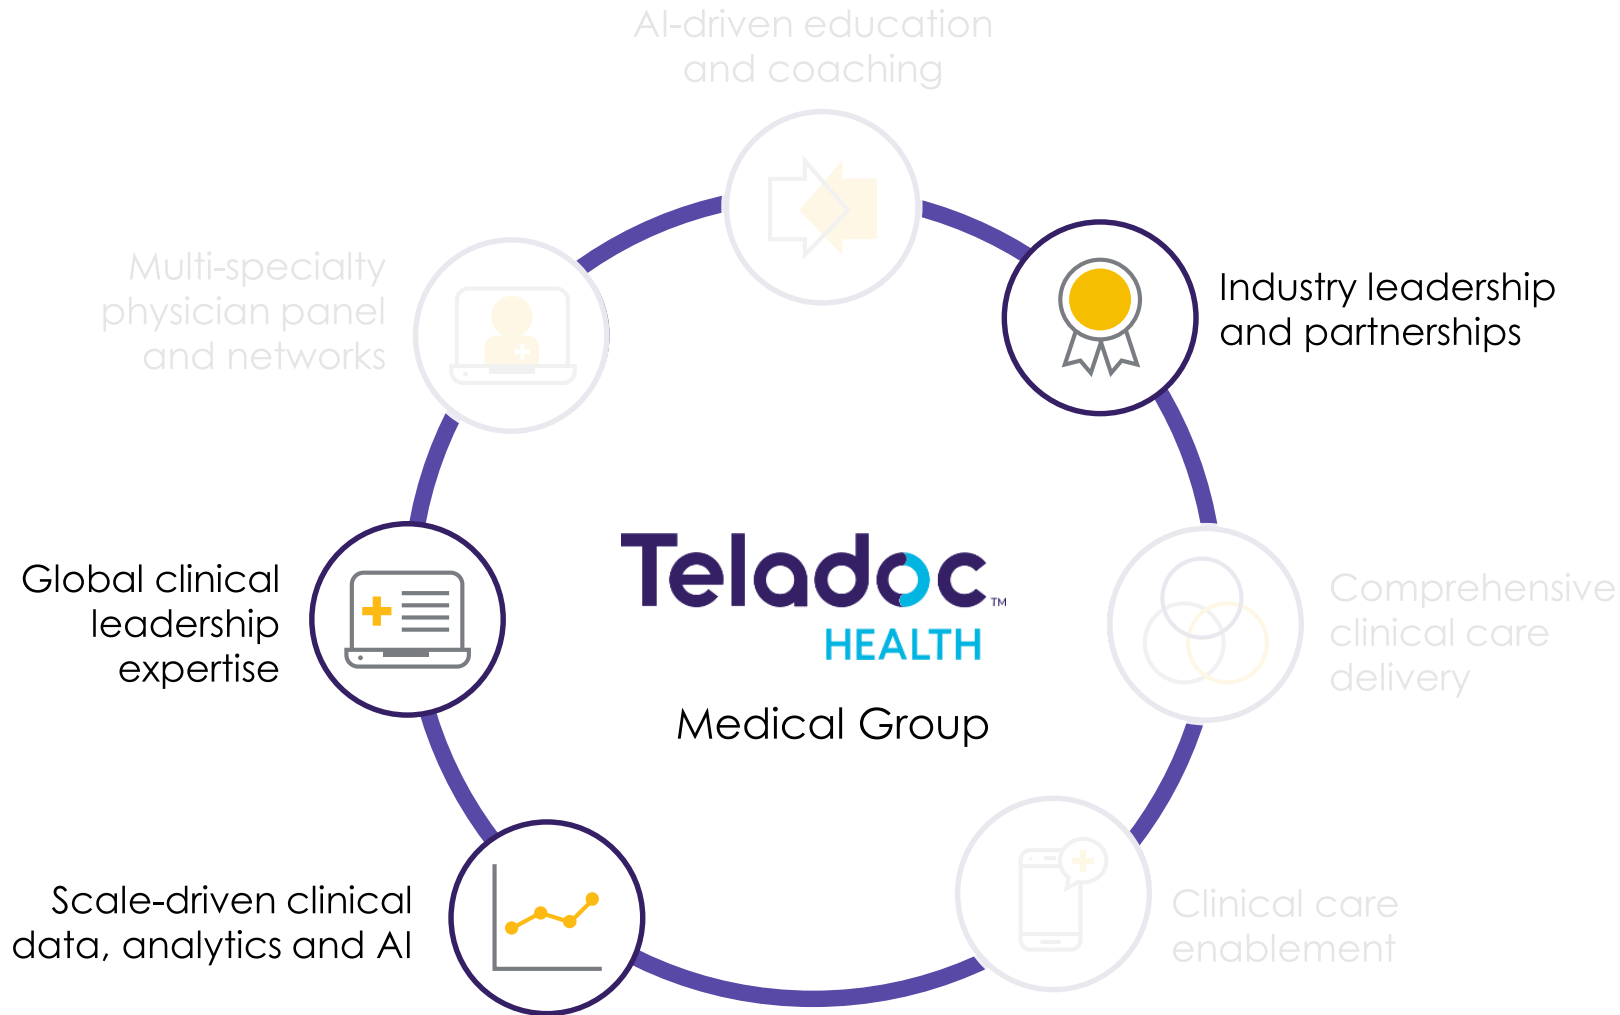 AI-driven education
and coaching
Multi-specialty
physician panel
and networks
Industry leadership
and partnerships
Global clinical
leadership
expertise
Teladoc™
HEALTH
Medical Group
Comprehensive
clinical care
delivery
Scale-driven clinical
data, analytics and AI
Clinical care
enablement